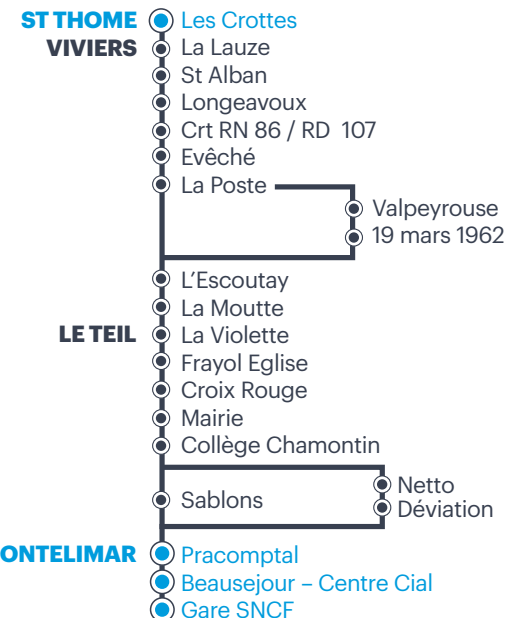 ST THOME Les Crottes
VIVIERS La Lauze
St Alban
Longeavoux
Crt RN 86 / RD 107
Evêché
La Poste
Valpeyrouse
19 mars 1962
L'Escoutay
La Moutte
LE TEIL La Violette
Frayol Eglise
Croix Rouge
Mairie
Collège Chamontin
Netto
Sablons
Déviation
ONTELIMAR Pracomptal
Beausejour – Centre Cial
Gare SNCF